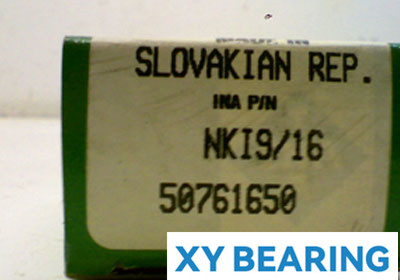 SLOVAKIAN REP.
INA P/N
NKI9/16
50761650
XY BEARING